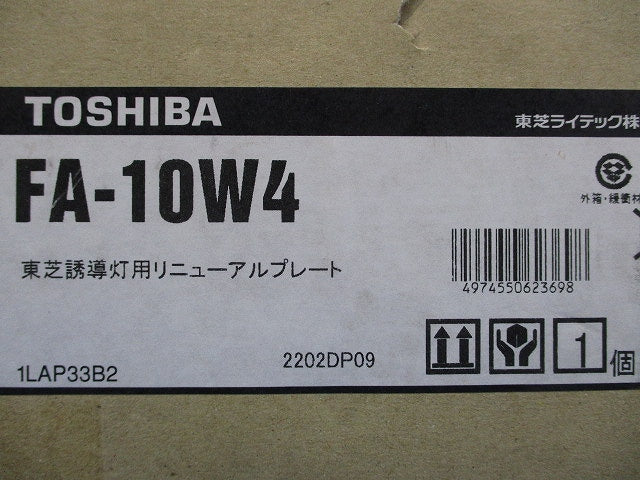 TOSHIBA
東芝ライテック株
FA-10W4
外箱・緩衝材
東芝誘導灯用リニューアルプレート
4974550623698
1LAP33B2
2202DP09
1個